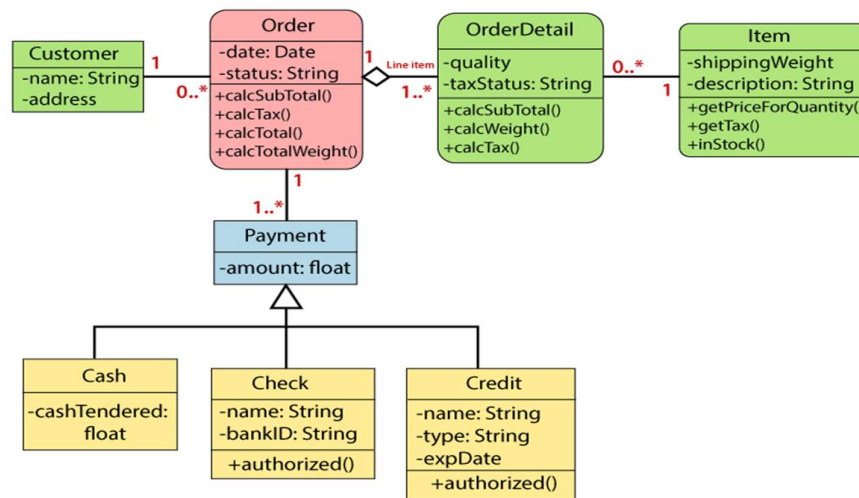 Customer
-name: String
-address
1
0..*
Order
-date: Date
-status: String
+calcSubTotal()
+calcTax()
+calcTotal()
+calcTotalWeight()
1
Line item
1..*
OrderDetail
-quality
-taxStatus: String
+calcSubTotal()
+calcWeight()
+calcTax()
0..*
1
Item
-shippingWeight
-description: String
+getPriceForQuantity(
+getTax()
+inStock()
1
1..*
Payment
-amount: float
Cash
-cashTendered:
float
Check
-name: String
-bankID: String
+authorized()
Credit
-name: String
-type: String
-expDate
+authorized()